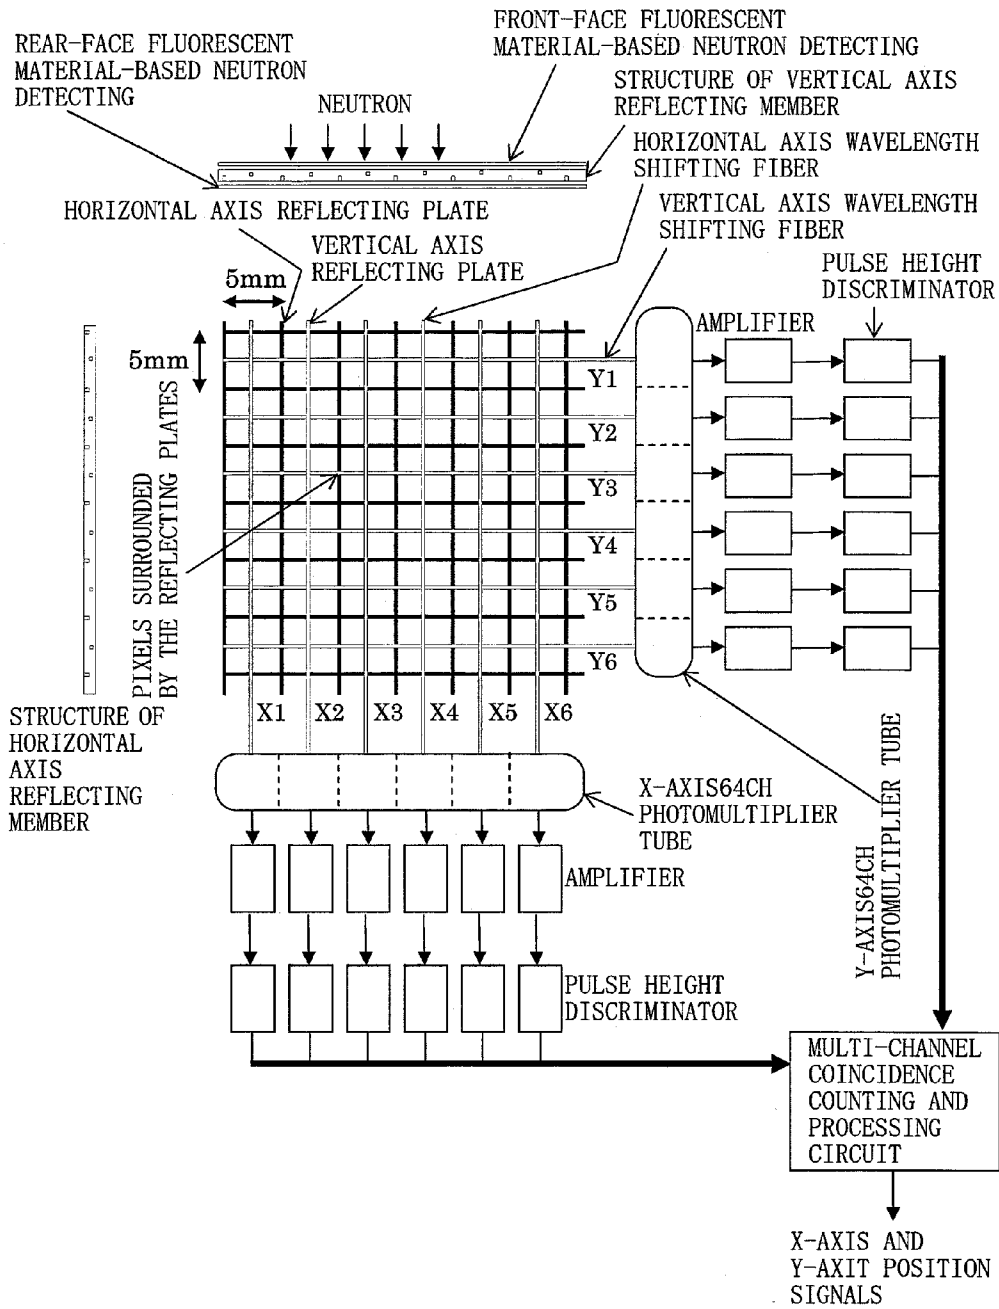 FRONT-FACE FLUORESCENT
MATERIAL-BASED NEUTRON DETECTING
REAR-FACE FLUORESCENT
MATERIAL-BASED NEUTRON
DETECTING
STRUCTURE OF VERTICAL AXIS
REFLECTING MEMBER
NEUTRON
HORIZONTAL AXIS WAVELENGTH
SHIFTING FIBER
HORIZONTAL AXIS REFLECTING PLATE
VERTICAL AXIS WAVELENGTH
SHIFTING FIBER
VERTICAL AXIS
REFLECTING PLATE
PULSE HEIGHT
DISCRIMINATOR
5mm
AMPLIFIER
5mm
Y1
Y2
Y3
Y4
Y5
Y6
PIXELS SURROUNDED
BY THE REFLECTING PLATES
X1
X2
X3
X4
X5
X6
STRUCTURE OF
HORIZONTAL
AXIS
REFLECTING
MEMBER
X-AXIS64CH
PHOTOMULTIPLIER
TUBE
Y-AXIS64CH
PHOTOMULTIPLIER TUBE
AMPLIFIER
PULSE HEIGHT
DISCRIMINATOR
MULTI-CHANNEL
COINCIDENCE
COUNTING AND
PROCESSING
CIRCUIT
X-AXIS AND
Y-AXIT POSITION
SIGNALS